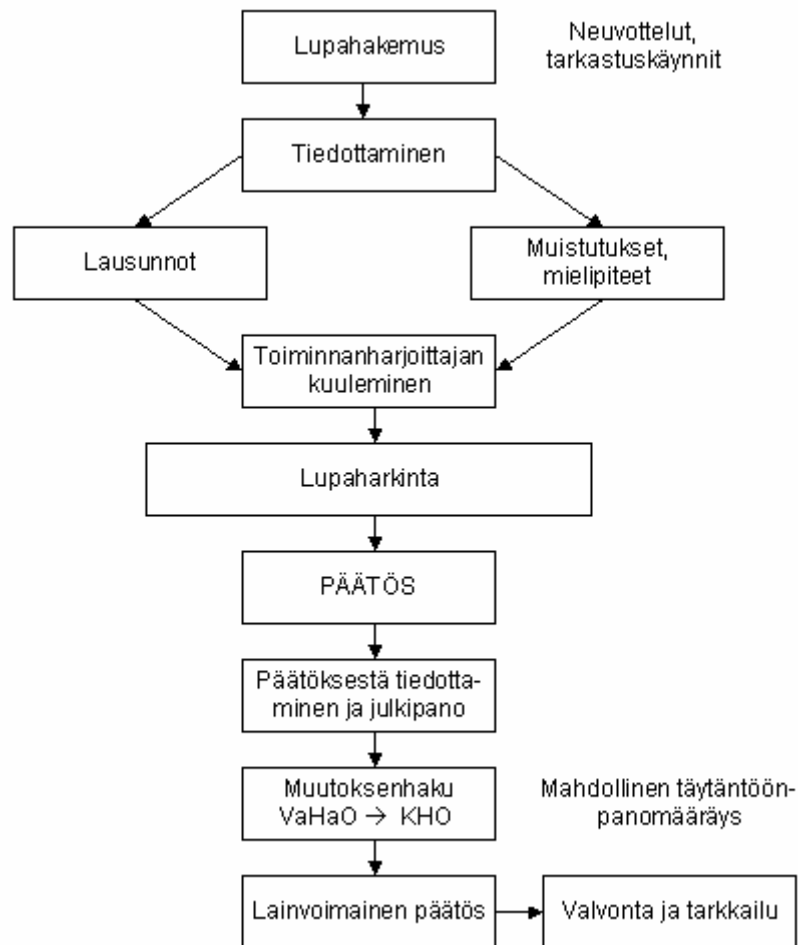 Lupahakemus
Neuvottelut,
tarkastuskäynnit
Tiedottaminen
Lausunnot
Muistutukset,
mielipiteet
Toiminnanharjoittajan
kuuleminen
Lupaharkinta
PÄÄTÖS
Päätöksestä tiedotta-
minen ja julkipano
Muutoksenhaku
VaHaO → KHO
Mahdollinen täytäntöön-
panomääräys
Lainvoimainen päätös
Valvonta ja tarkkailu